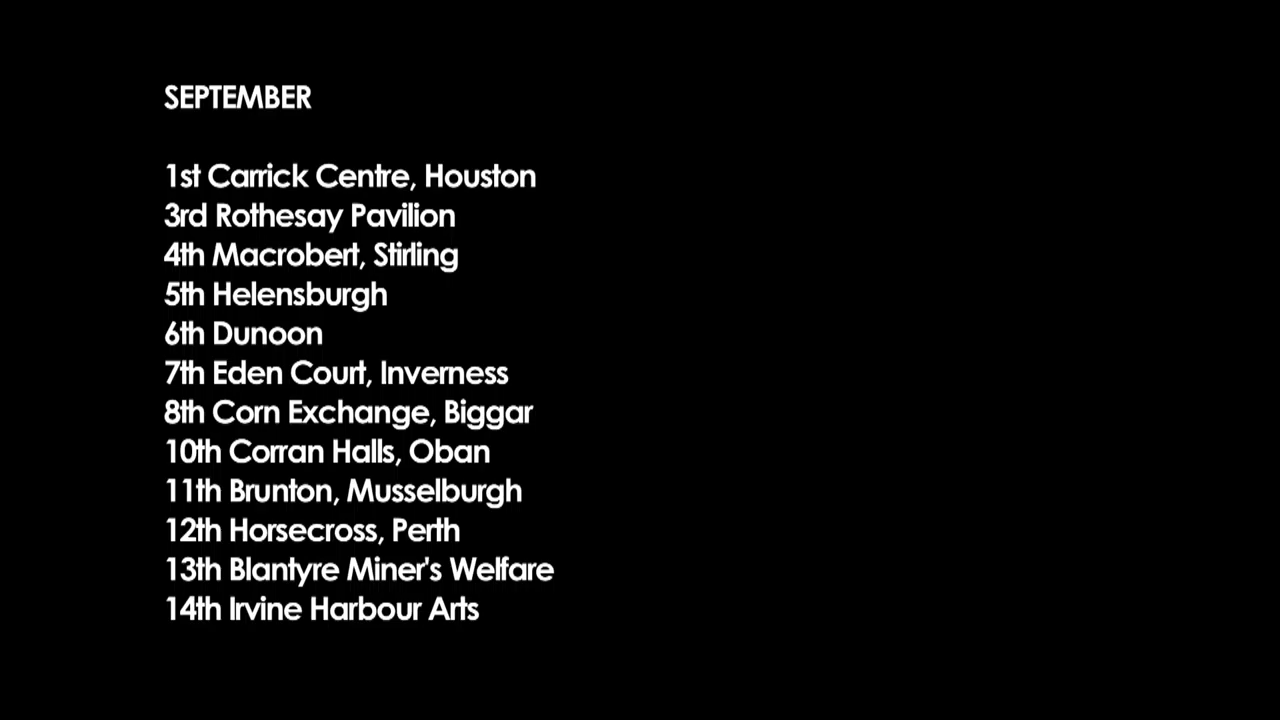 SEPTEMBER
1st Carrick Centre, Houston
3rd Rothesay Pavilion
4th Macrobert, Stirling
5th Helensburgh
6th Dunoon
7th Eden Court, Inverness
8th Corn Exchange, Biggar
10th Corran Halls, Oban
11th Brunton, Musselburgh
12th Horsecross, Perth
13th Blantyre Miner's Welfare
14th Irvine Harbour Arts